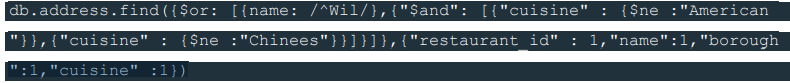 db.address.find({$or: [{name: /^Wil/},{"$and": [{"cuisine" : {$ne :"American
"}},{"cuisine" : {$ne :"Chinees"}}]}]},{"restaurant_id" : 1,"name":1,"borough
":1,"cuisine" :1})